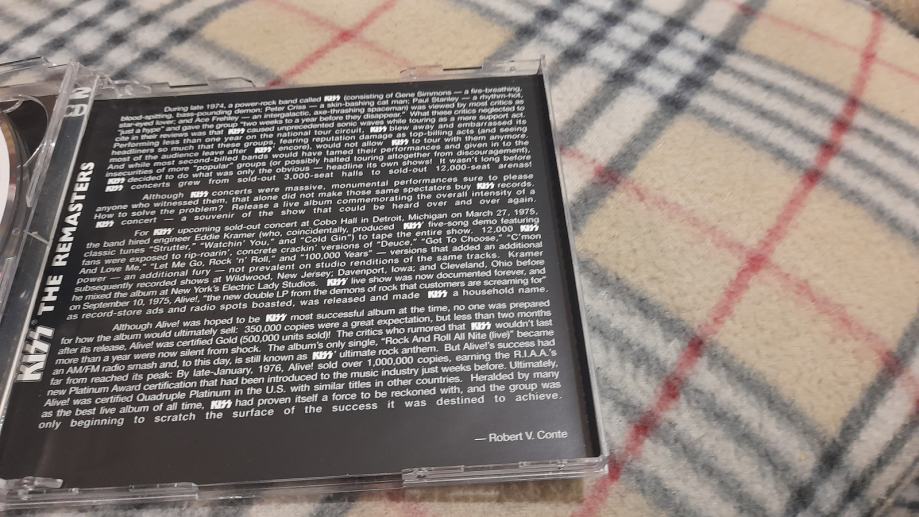 KISS THE REMASTERS
During late 1974, a power-rock band called KISS (consisting of Gene Simmons — a fire-breathing,
blood-spitting, bass-pounding demon; Peter Criss — a skin-bashing cat man; Paul Stanley — a rhythm-hot,
star-eyed lover; and Ace Frehley — an intergalactic, axe-thrashing spaceman) was viewed by most critics as
"just a hype" and gave the group "two weeks to a year before they disappear." What these critics neglected to
cite in their reviews was that KISS caused unprecedented sonic waves while touring as a mere support act.
Performing less than one year on the national tour circuit, KISS blew away and embarrassed its
headliners so much that these groups, fearing reputation damage as top-billing acts (and seeing
most of the audience leave after KISS' encore), would not allow KISS to tour with them anymore.
And while most second-billed bands would have tamed their performances and given in to the
insecurities of more "popular" groups (or possibly halted touring altogether from discouragement),
KISS decided to do what was only the obvious — headline its own shows! It wasn't long before
KISS concerts grew from sold-out 3,000-seat halls to sold-out 12,000-seat arenas!
Although KISS concerts were massive, monumental performances sure to please
anyone who witnessed them, that alone did not make those same spectators buy KISS records.
How to solve the problem? Release a live album commemorating the overall intensity of a
KISS concert — a souvenir of the show that could be heard over and over again.
For KISS' upcoming sold-out concert at Cobo Hall in Detroit, Michigan on March 27, 1975,
the band hired engineer Eddie Kramer (who, coincidentally, produced KISS' five-song demo featuring
classic tunes "Strutter," "Watchin' You," and "Cold Gin") to tape the entire show. 12,000 KISS
fans were exposed to rip-roarin', concrete crackin' versions of "Deuce," "Got To Choose," "C'mon
And Love Me," "Let Me Go, Rock 'n' Roll," and "100,000 Years" — versions that added an additional
power — an additional fury — not prevalent on studio renditions of the same tracks. Kramer
subsequently recorded shows at Wildwood, New Jersey; Davenport, Iowa; and Cleveland, Ohio before
he mixed the album at New York's Electric Lady Studios. KISS live show was now documented forever, and
on September 10, 1975, Alive!, "the new double LP from the demons of rock that customers are screaming for"
as record-store ads and radio spots boasted, was released and made KISS a household name.
Although Alive! was hoped to be KISS' most successful album at the time, no one was prepared
for how the album would ultimately sell: 350,000 copies were a great expectation, but less than two months
after its release, Alive! was certified Gold (500,000 units sold)! The critics who rumored that KISS wouldn't last
more than a year were now silent from shock. The album's only single, "Rock And Roll All Nite (live)" became
an AM/FM radio smash and, to this day, is still known as KISS' ultimate rock anthem. But Alive!'s success had
far from reached its peak: By late-January, 1976, Alive! sold over 1,000,000 copies, earning the R.I.A.A.'s
new Platinum Award certification that had been introduced to the music industry just weeks before. Ultimately,
Alive! was certified Quadruple Platinum in the U.S. with similar titles in other countries. Heralded by many
as the best live album of all time, KISS had proven itself a force to be reckoned with, and the group was
only beginning to scratch the surface of the success it was destined to achieve.
— Robert V. Conte